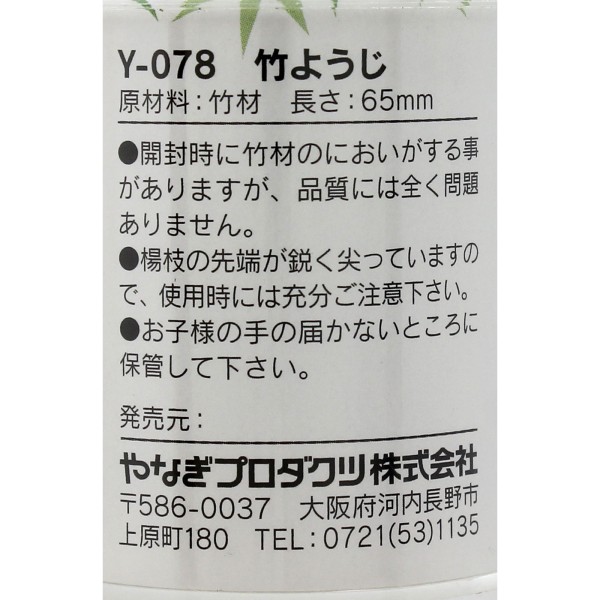 Y-078 竹ようじ
原材料:竹材 長さ:65mm
●開封時に竹材のにおいがする事
がありますが、品質には全く問題
ありません。
●楊枝の先端が鋭く尖っていますの
で、使用時には充分ご注意下さい。
●お子様の手の届かないところに
保管して下さい。
発売元:
やなぎプロダクツ株式会社
〒586-0037 大阪府河内長野市
上原町180 TEL:0721(53)1135